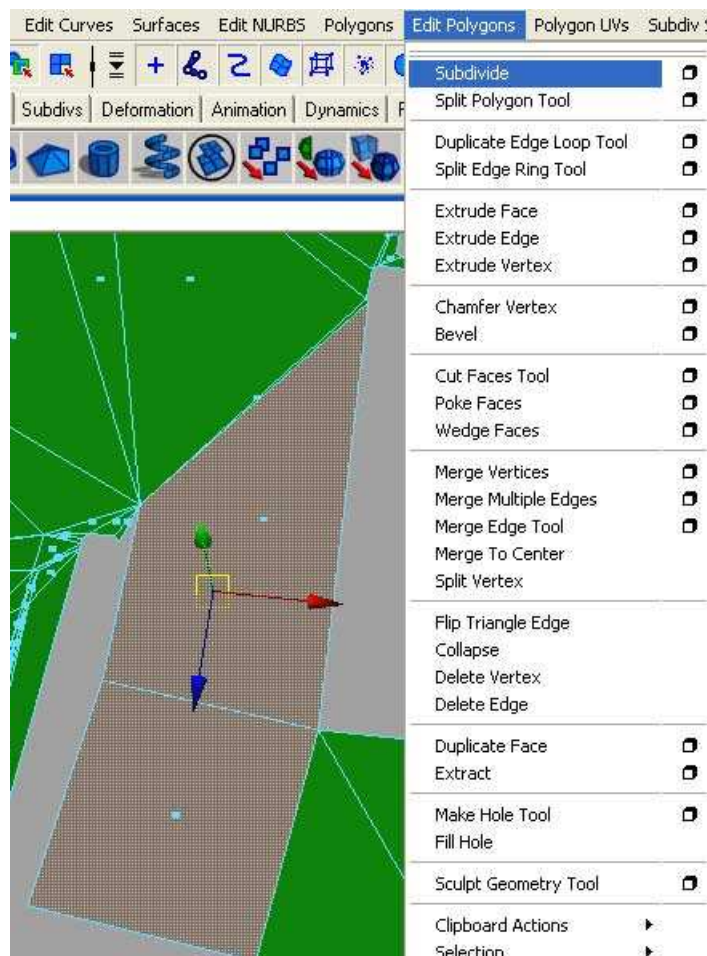 Edit Curves Surfaces Edit NURBS Polygons Edit Polygons Polygon UVs Subdiv S
Subdivs Deformation Animation Dynamics
Subdivide
Split Polygon Tool
Duplicate Edge Loop Tool
Split Edge Ring Tool
Extrude Face
Extrude Edge
Extrude Vertex
Chamfer Vertex
Bevel
Cut Faces Tool
Poke Faces
Wedge Faces
Merge Vertices
Merge Multiple Edges
Merge Edge Tool
Merge To Center
Split Vertex
Flip Triangle Edge
Collapse
Delete Vertex
Delete Edge
Duplicate Face
Extract
Make Hole Tool
Fill Hole
Sculpt Geometry Tool
Clipboard Actions
Selection